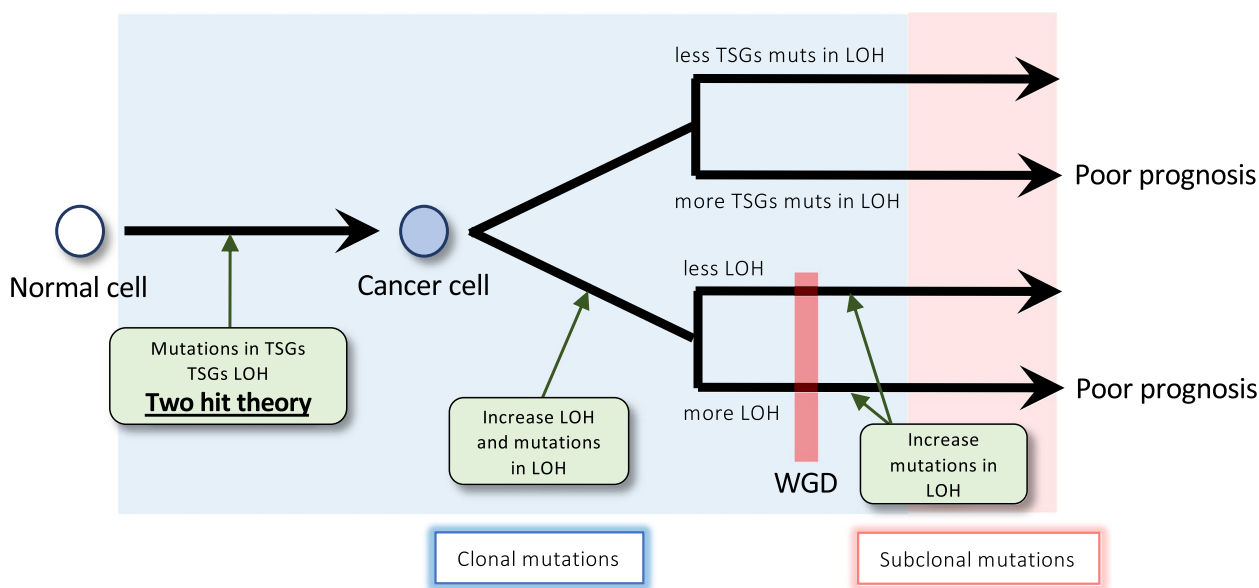 less TSGs muts in LOH
Poor prognosis
more TSGs muts in LOH
Normal cell
Cancer cell
less LOH
Mutations in TSGs
TSGs LOH
Two hit theory
Poor prognosis
more LOH
Increase LOH
and mutations
in LOH
WGD
Increase
mutations in
LOH
Clonal mutations
Subclonal mutations